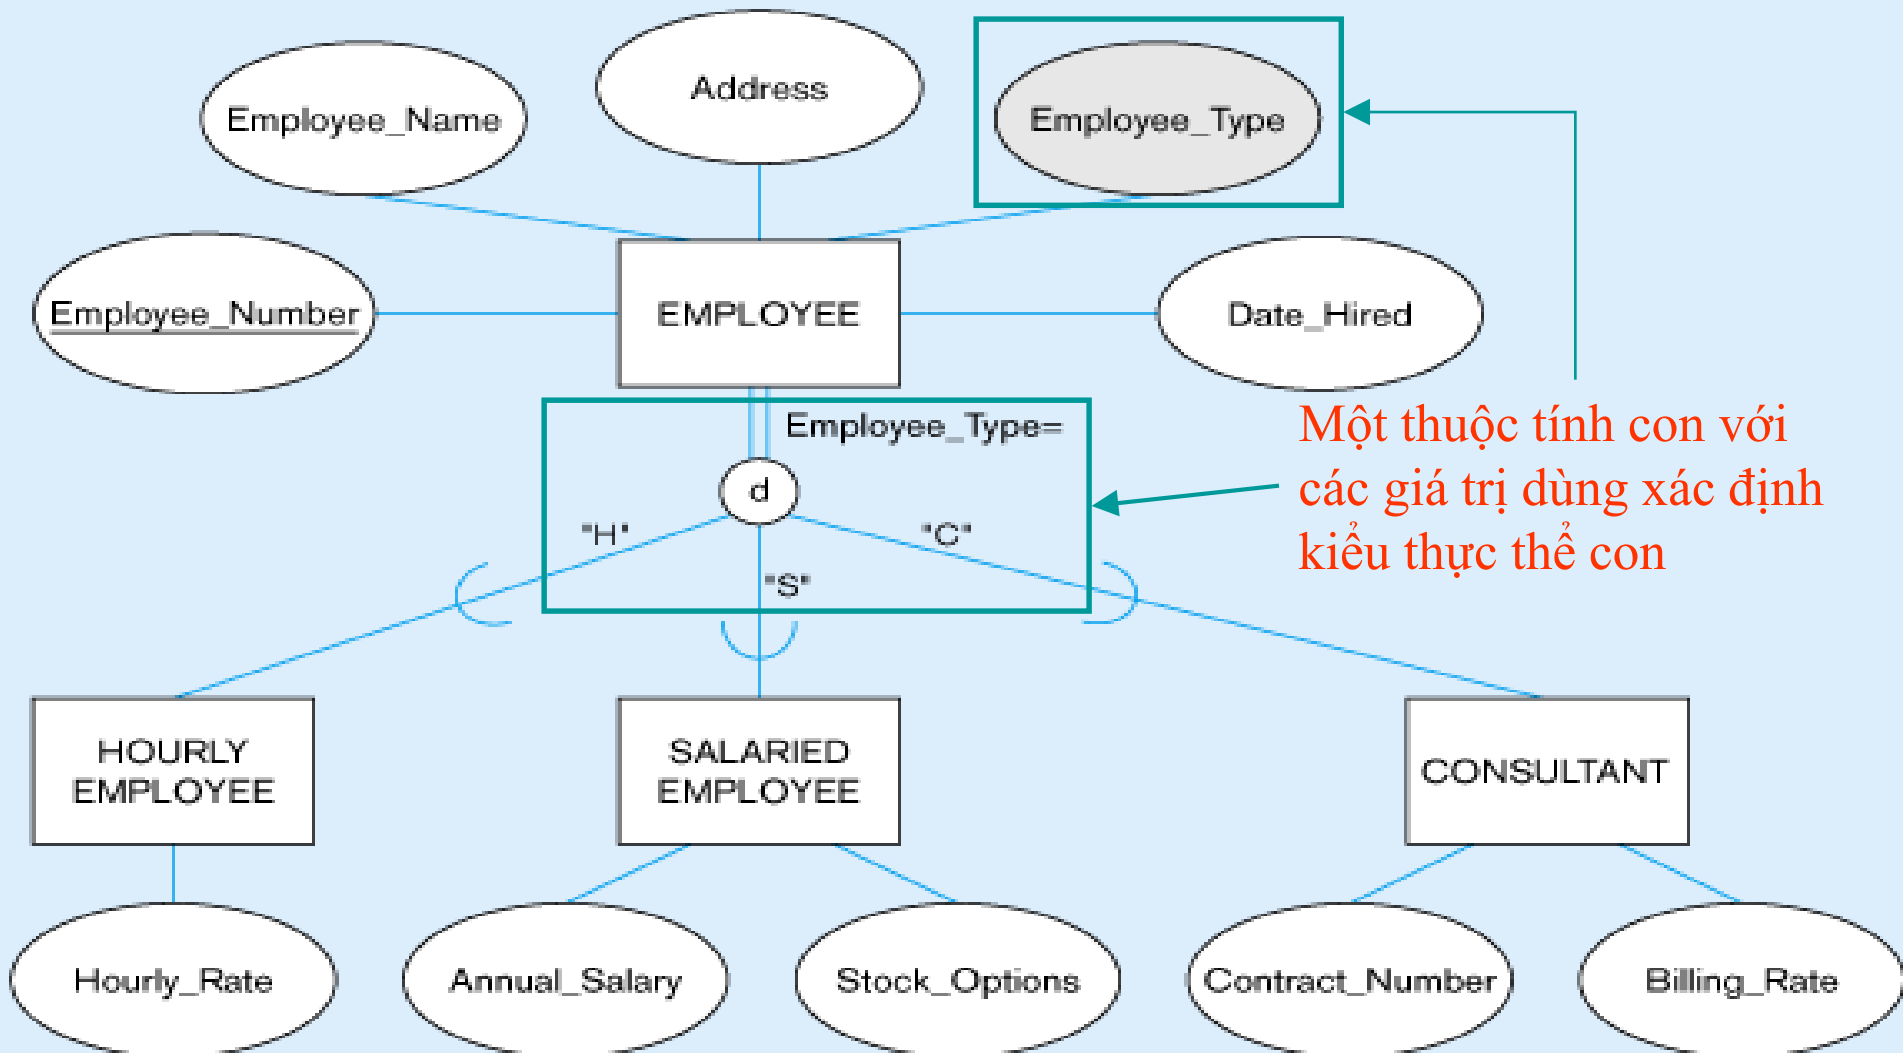 Address
Employee_Name
Employee_Type
Employee_Number
EMPLOYEE
Date_Hired
Employee_Type=
d
"H"
"C"
"S"
Một thuộc tính con với
các giá trị dùng xác định
kiểu thực thể con
HOURLY
EMPLOYEE
SALARIED
EMPLOYEE
CONSULTANT
Hourly_Rate
Annual_Salary
Stock_Options
Contract_Number
Billing_Rate